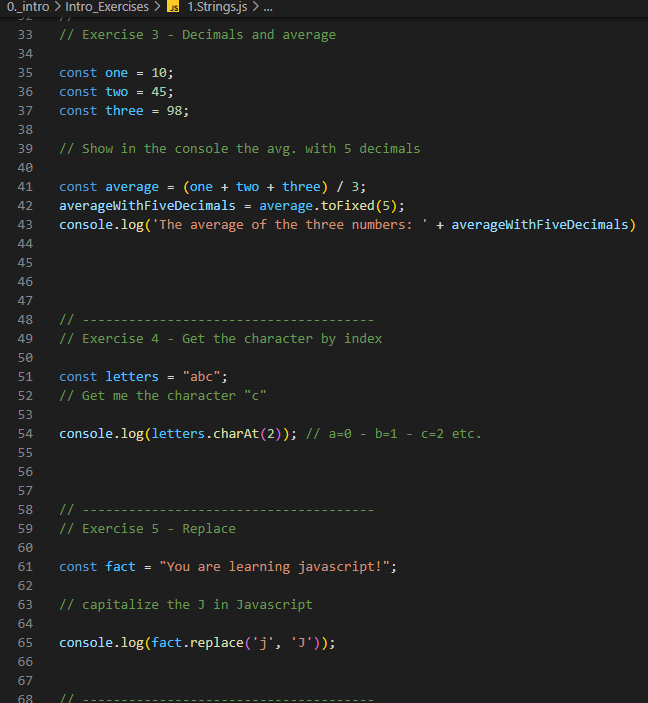 0._intro > Intro_Exercises > JS 1.Strings.js > ...
32 //
33 // Exercise 3 - Decimals and average
34
35 const one = 10;
36 const two = 45;
37 const three = 98;
38
39 // Show in the console the avg. with 5 decimals
40
41 const average = (one + two + three) / 3;
42 averageWithFiveDecimals = average.toFixed(5);
43 console.log('The average of the three numbers: ' + averageWithFiveDecimals)
44
45
46
47
48 // --------------------------------------
49 // Exercise 4 - Get the character by index
50
51 const letters = "abc";
52 // Get me the character "c"
53
54 console.log(letters.charAt(2)); // a=0 - b=1 - c=2 etc.
55
56
57
58 // --------------------------------------
59 // Exercise 5 - Replace
60
61 const fact = "You are learning javascript!";
62
63 // capitalize the J in Javascript
64
65 console.log(fact.replace('j', 'J'));
66
67
68 // --------------------------------------